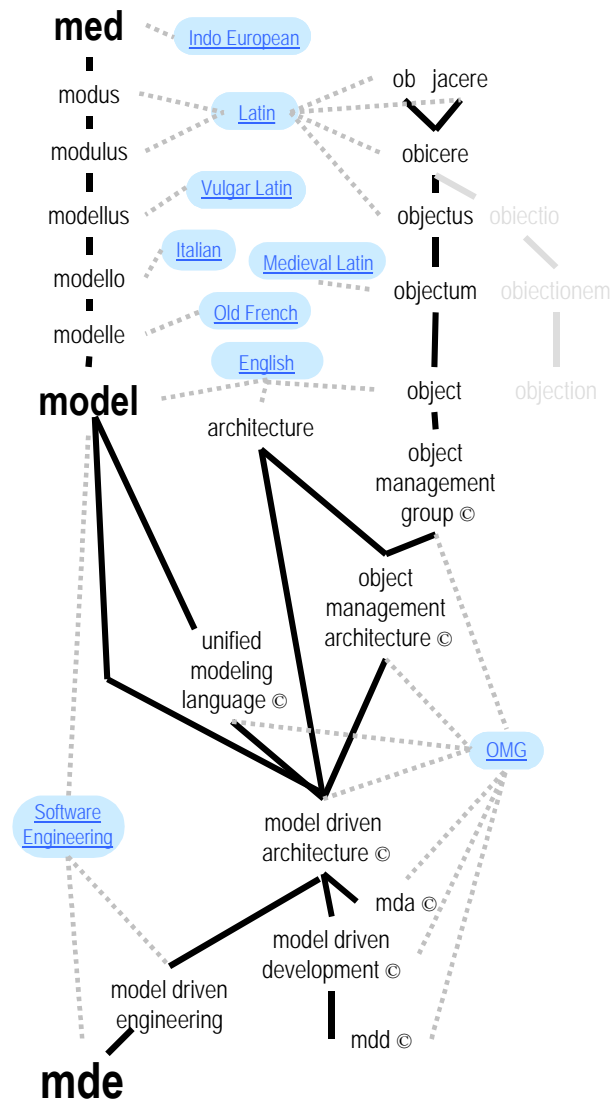 med
Indo European
ob jacere
modus
Latin
modulus
obicere
Vulgar Latin
modellus
objectus
obiectio
Italian
Medieval Latin
modello
objectum
obiectionem
Old French
modelle
English
model
object
objection
architecture
object
management
group ©
object
management
architecture ©
unified
modeling
language ©
OMG
Software
Engineering
model driven
architecture ©
mda ©
model driven
development ©
model driven
engineering
mdd ©
mde